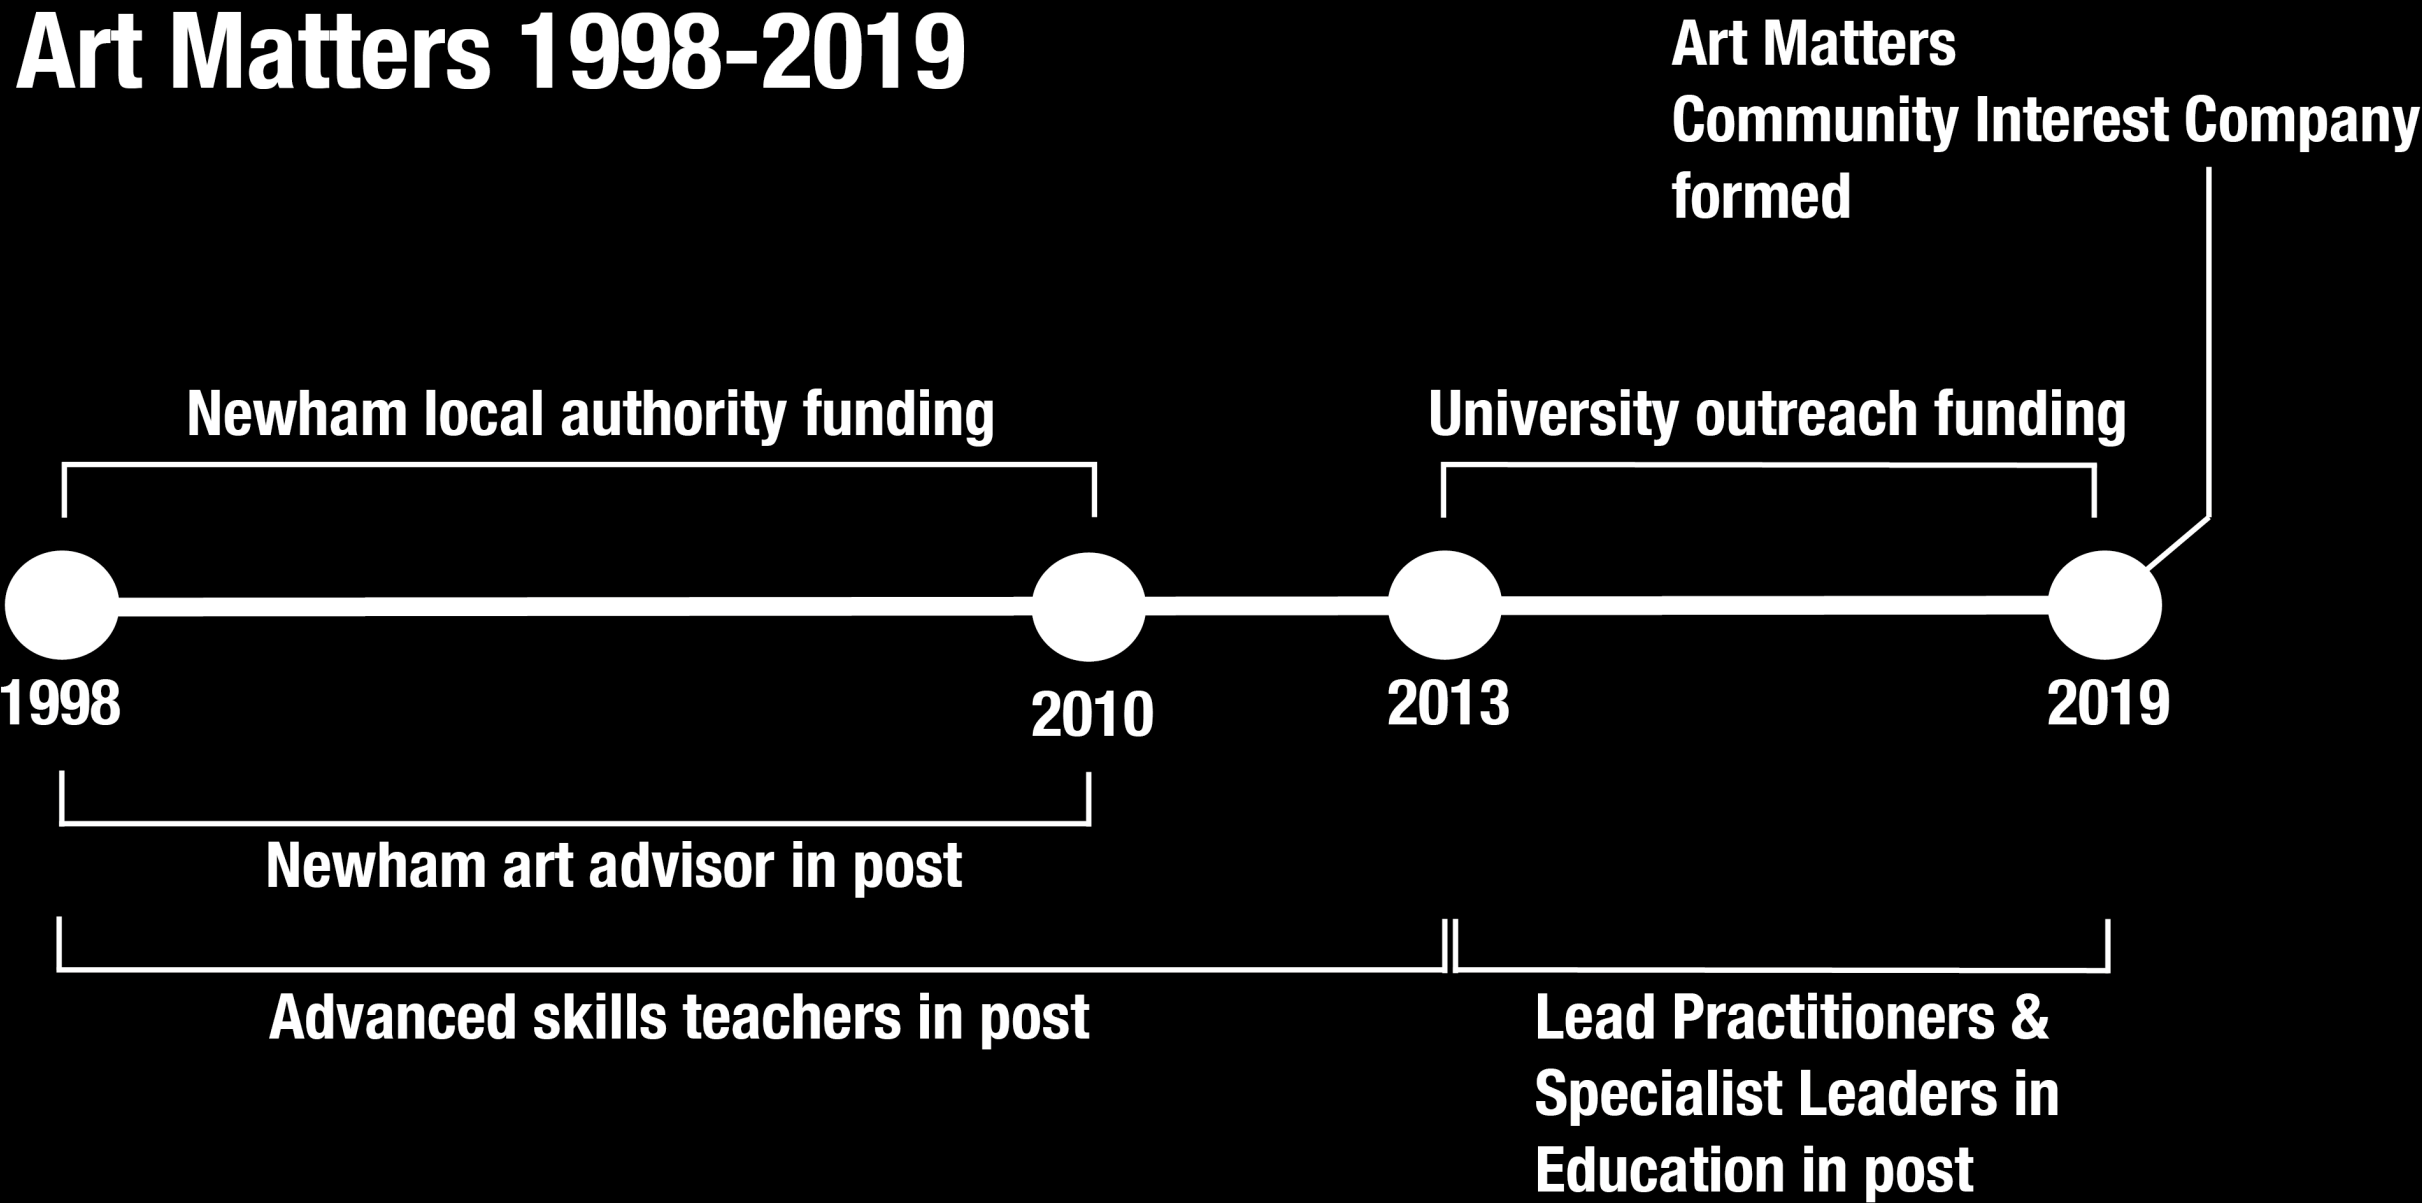 Art Matters 1998-2019
Art Matters
Community Interest Company
formed
Newham local authority funding
University outreach funding
1998
2010
2013
2019
Newham art advisor in post
Advanced skills teachers in post
Lead Practitioners &
Specialist Leaders in
Education in post